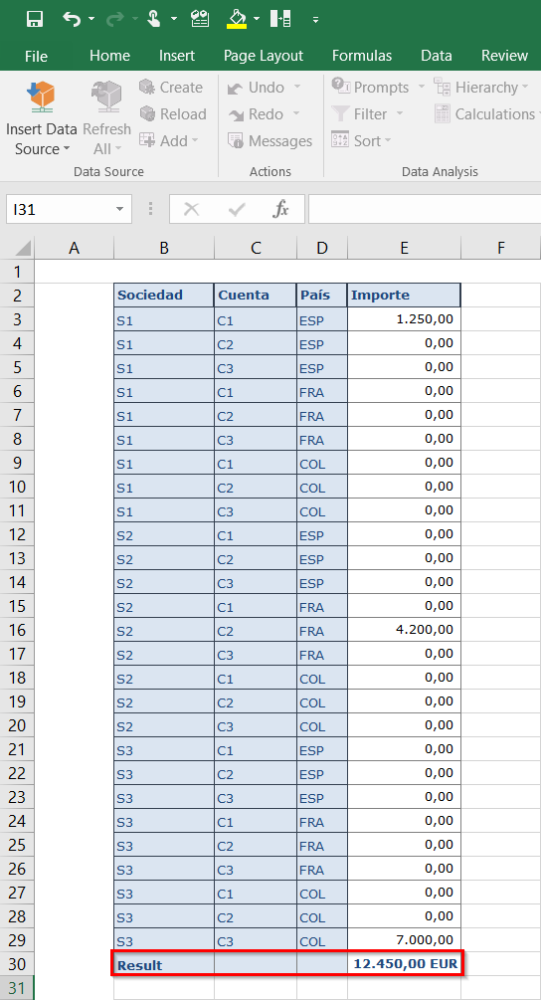 File Home Insert Page Layout Formulas Data Review
Insert Data Source
Refresh All
Create
Reload
Add
Data Source
Undo
Redo
Messages
Actions
Prompts
Filter
Sort
Hierarchy
Calculations
Data Analysis
I31 fx
A B C D E F
1
2 Sociedad Cuenta País Importe
3 S1 C1 ESP 1.250,00
4 S1 C2 ESP 0,00
5 S1 C3 ESP 0,00
6 S1 C1 FRA 0,00
7 S1 C2 FRA 0,00
8 S1 C3 FRA 0,00
9 S1 C1 COL 0,00
10 S1 C2 COL 0,00
11 S1 C3 COL 0,00
12 S2 C1 ESP 0,00
13 S2 C2 ESP 0,00
14 S2 C3 ESP 0,00
15 S2 C1 FRA 0,00
16 S2 C2 FRA 4.200,00
17 S2 C3 FRA 0,00
18 S2 C1 COL 0,00
19 S2 C2 COL 0,00
20 S2 C3 COL 0,00
21 S3 C1 ESP 0,00
22 S3 C2 ESP 0,00
23 S3 C3 ESP 0,00
24 S3 C1 FRA 0,00
25 S3 C2 FRA 0,00
26 S3 C3 FRA 0,00
27 S3 C1 COL 0,00
28 S3 C2 COL 0,00
29 S3 C3 COL 7.000,00
30 Result 12.450,00 EUR
31